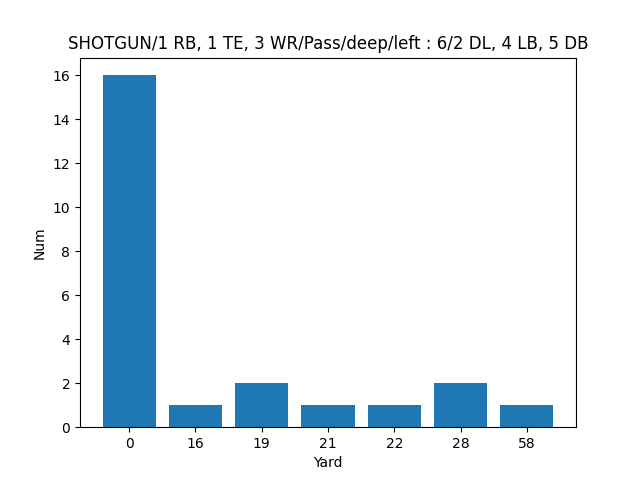 SHOTGUN/1 RB, 1 TE, 3 WR/Pass/deep/left : 6/2 DL, 4 LB, 5 DB
16
14
12
10
8
6
4
2
0
Num
0 16 19 21 22 28 58
Yard